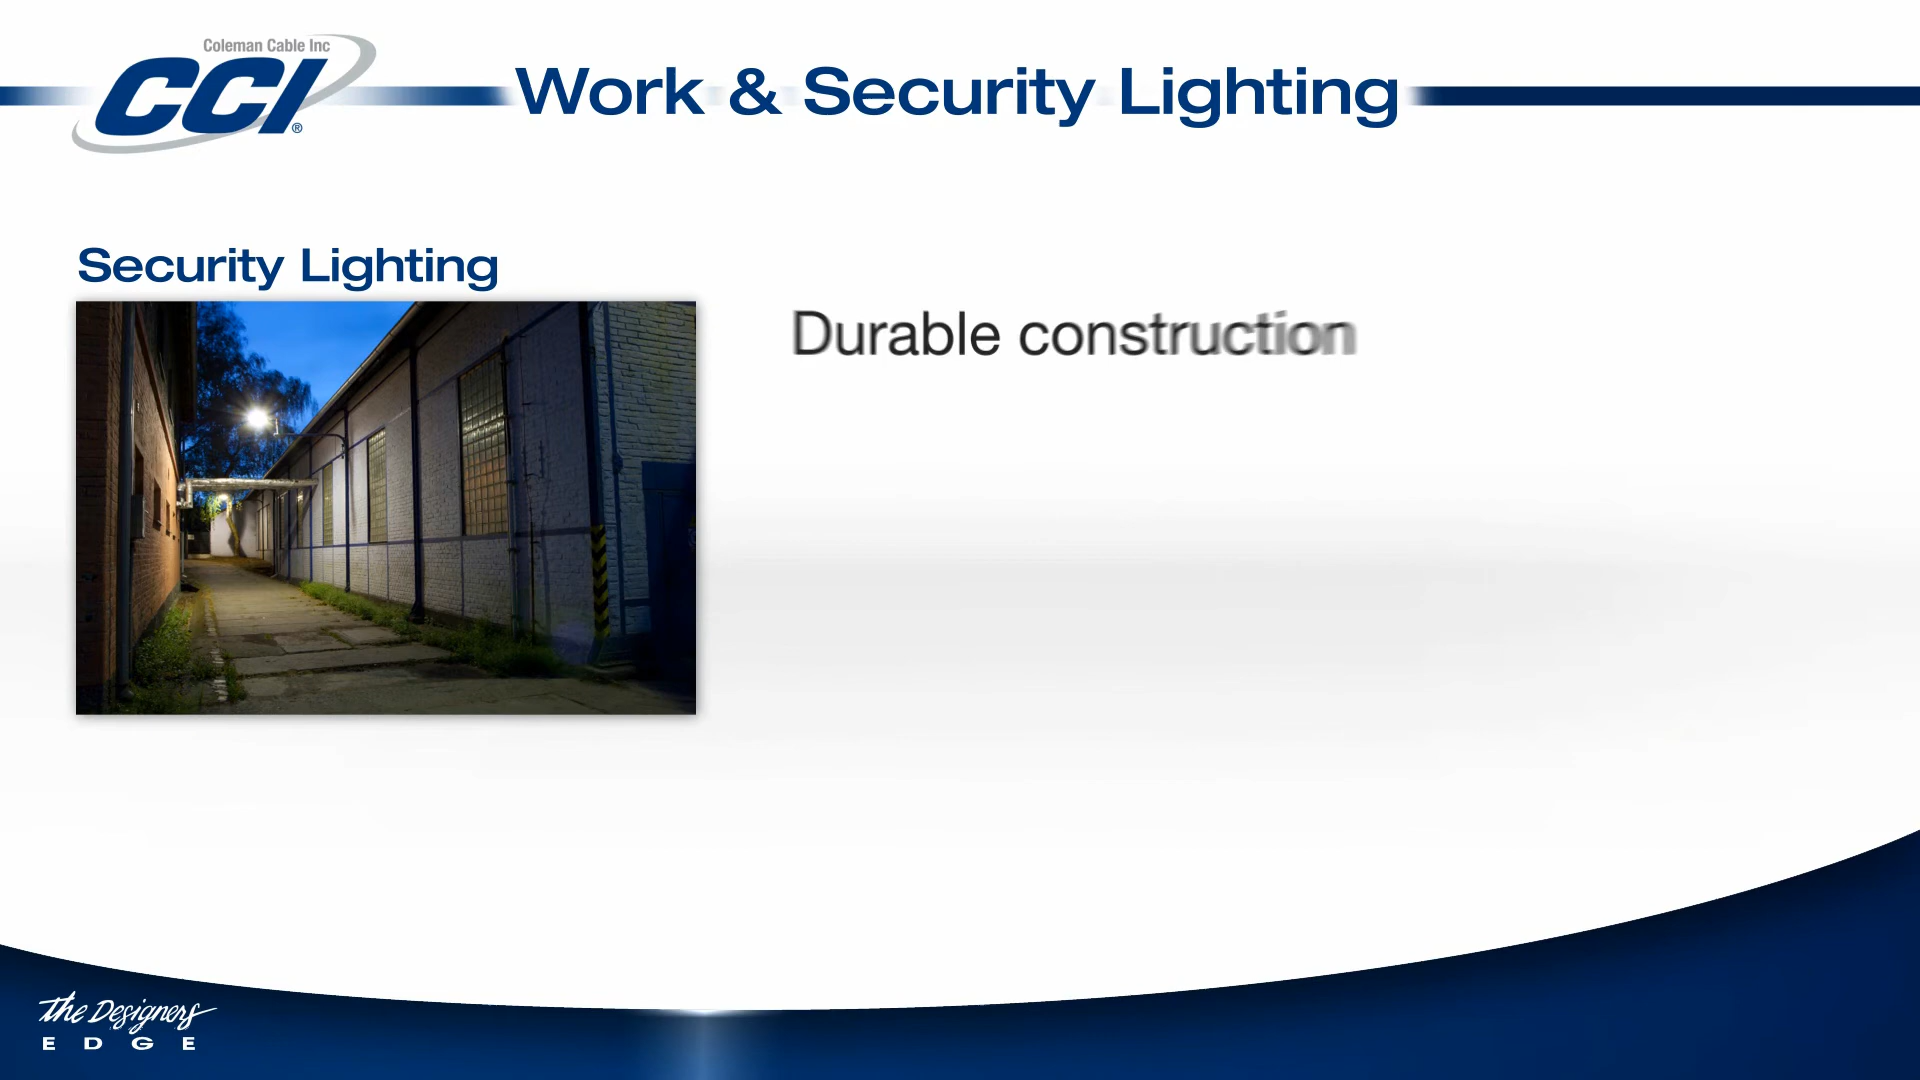 Coleman Cable Inc
CCI®
Work & Security Lighting
Security Lighting
Durable construction
The Designers
EDGE